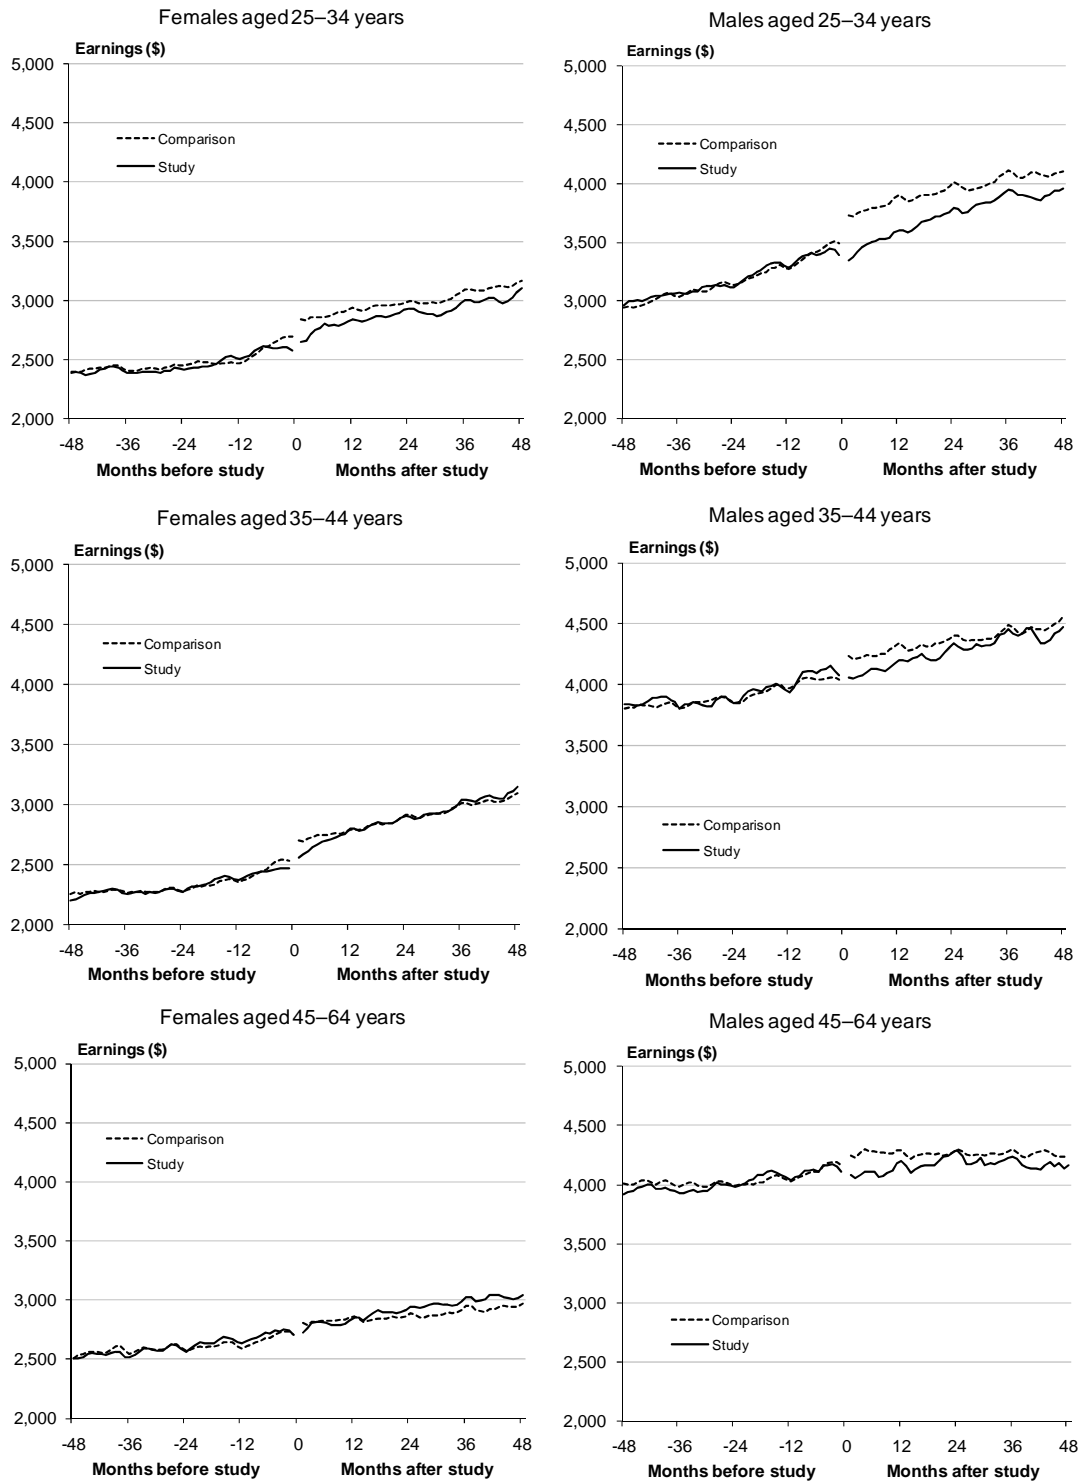 Females aged 25–34 years
Earnings ($)
5,000
4,500
4,000
3,500
3,000
2,500
2,000
Comparison
Study
-48 -36 -24 -12 0 12 24 36 48
Months before study Months after study
Males aged 25–34 years
Earnings ($)
5,000
4,500
4,000
3,500
3,000
2,500
2,000
Comparison
Study
-48 -36 -24 -12 0 12 24 36 48
Months before study Months after study
Females aged 35–44 years
Earnings ($)
5,000
4,500
4,000
3,500
3,000
2,500
2,000
Comparison
Study
-48 -36 -24 -12 0 12 24 36 48
Months before study Months after study
Males aged 35–44 years
Earnings ($)
5,000
4,500
4,000
3,500
3,000
2,500
2,000
Comparison
Study
-48 -36 -24 -12 0 12 24 36 48
Months before study Months after study
Females aged 45–64 years
Earnings ($)
5,000
4,500
4,000
3,500
3,000
2,500
2,000
Comparison
Study
-48 -36 -24 -12 0 12 24 36 48
Months before study Months after study
Males aged 45–64 years
Earnings ($)
5,000
4,500
4,000
3,500
3,000
2,500
2,000
Comparison
Study
-48 -36 -24 -12 0 12 24 36 48
Months before study Months after study